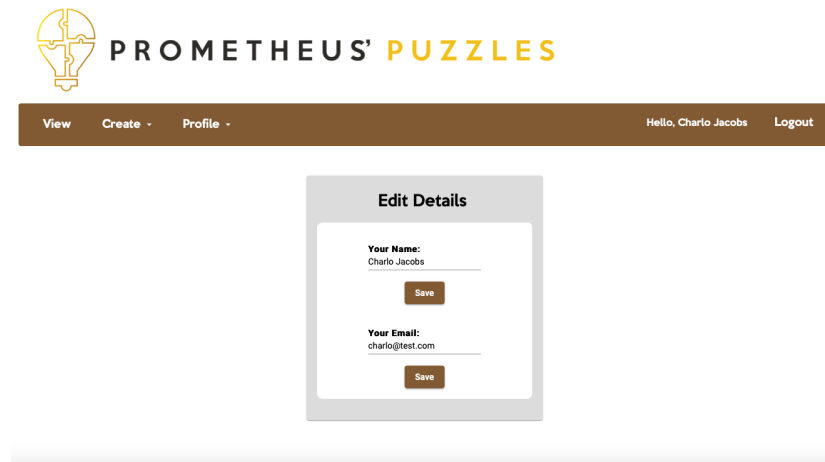 PROMETHEUS' PUZZLES
View Create Profile Hello, Charlo Jacobs Logout
Edit Details
Your Name:
Charlo Jacobs
Save
Your Email:
charlo@test.com
Save